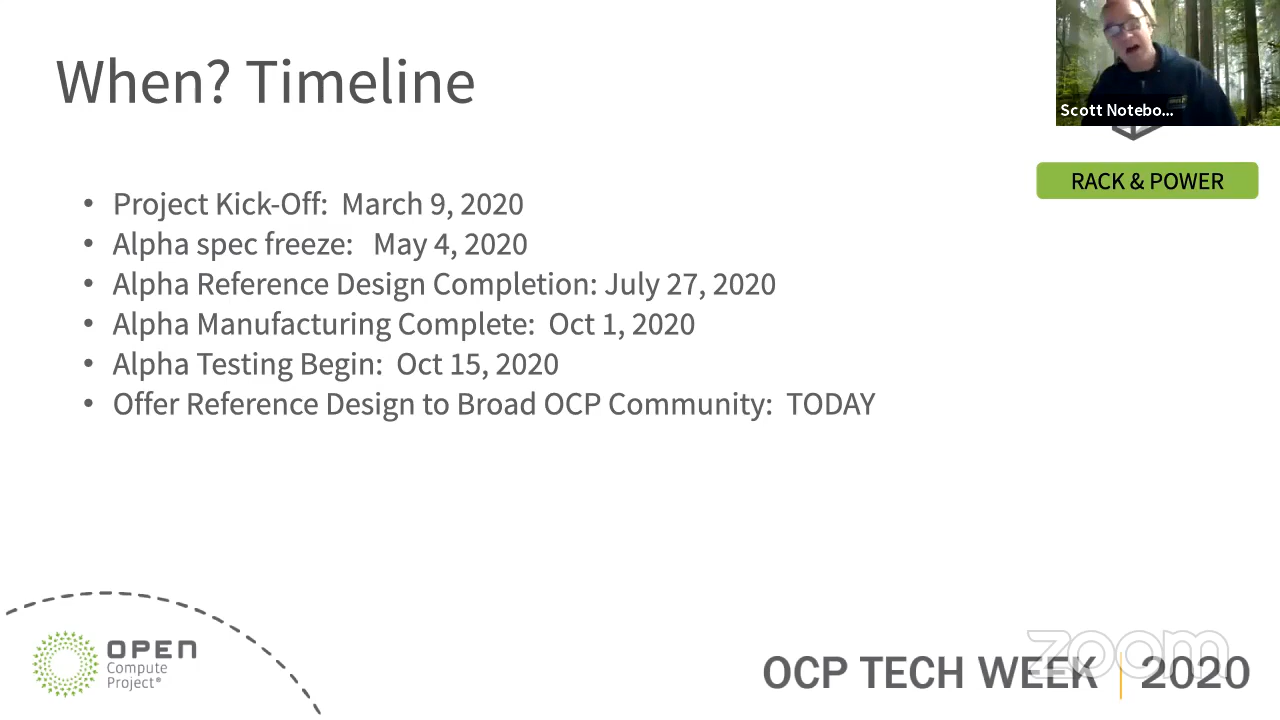 When? Timeline
Scott Notebo...
RACK & POWER
• Project Kick-Off: March 9, 2020
• Alpha spec freeze: May 4, 2020
• Alpha Reference Design Completion: July 27, 2020
• Alpha Manufacturing Complete: Oct 1, 2020
• Alpha Testing Begin: Oct 15, 2020
• Offer Reference Design to Broad OCP Community: TODAY
OPEN
Compute
Project®
zoom
OCP TECH WEEK | 2020